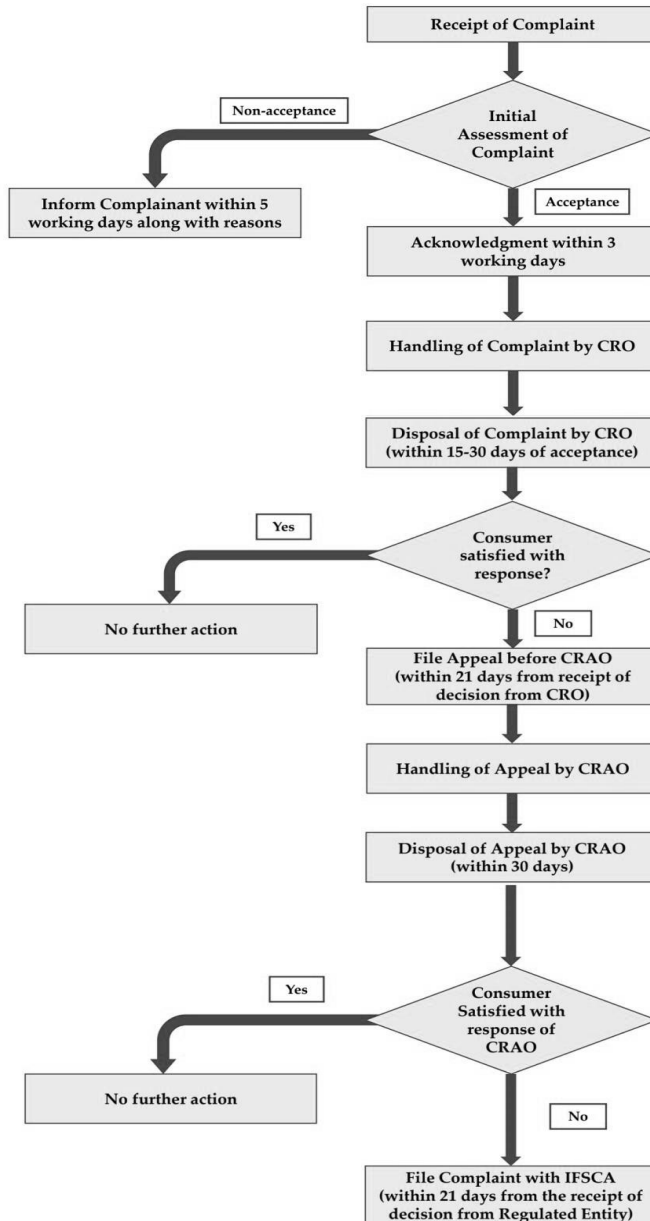 Receipt of Complaint
Non-acceptance
Initial
Assessment of
Complaint
Inform Complainant within 5
working days along with reasons
Acceptance
Acknowledgment within 3
working days
Handling of Complaint by CRO
Disposal of Complaint by CRO
(within 15-30 days of acceptance)
Yes
Consumer
satisfied with
response?
No further action
No
File Appeal before CRAO
(within 21 days from receipt of
decision from CRO)
Handling of Appeal by CRAO
Disposal of Appeal by CRAO
(within 30 days)
Yes
Consumer
Satisfied with
response of
CRAO
No further action
No
File Complaint with IFSCA
(within 21 days from the receipt of
decision from Regulated Entity)